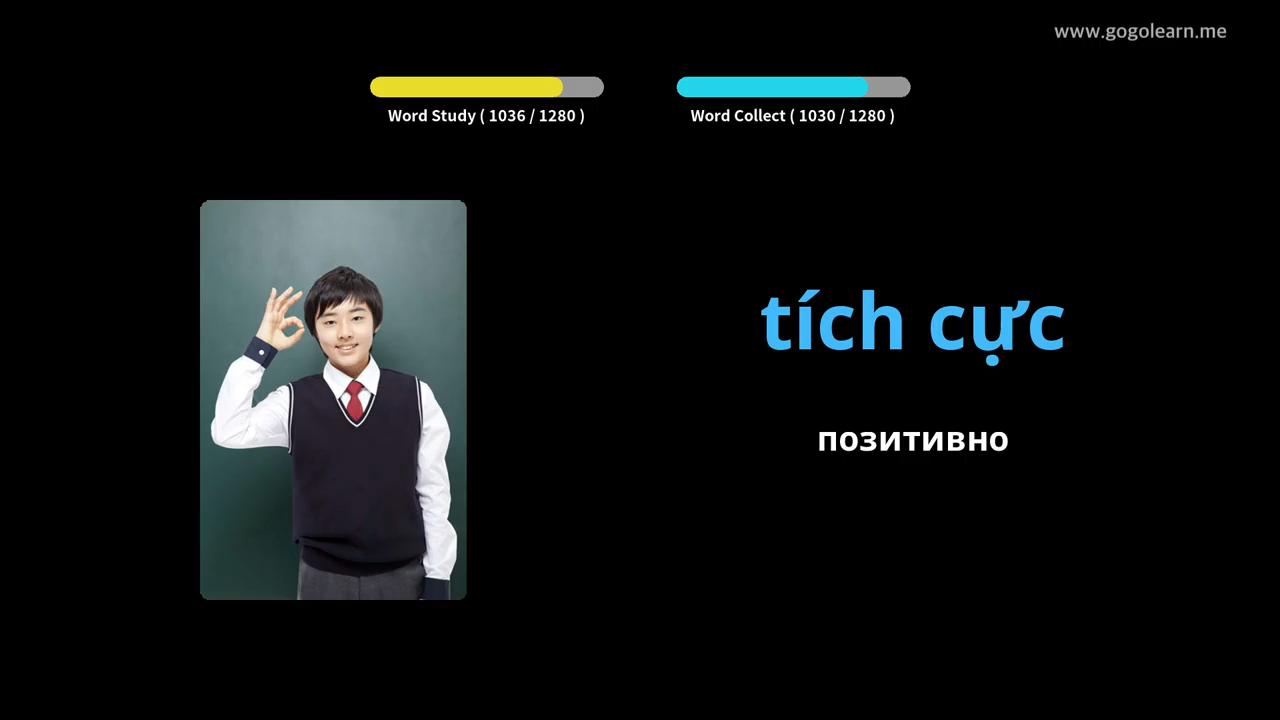 www.gogolearn.me
Word Study ( 1036 / 1280 )
Word Collect ( 1030 / 1280 )
tích cực
позитивно